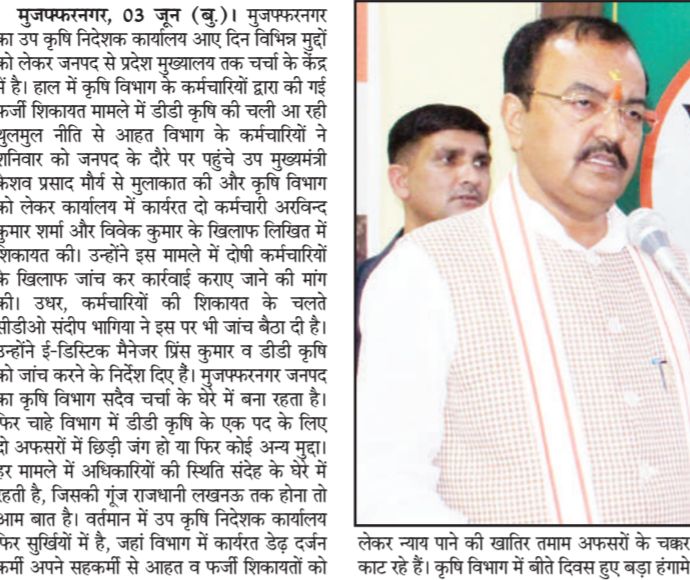 मुजफ्फरनगर, 03 जून (बु.)। मुजफ्फरनगर
का उप कृषि निदेशक कार्यालय आए दिन विभिन्न मुद्दों
को लेकर जनपद से प्रदेश मुख्यालय तक चर्चा के केंद्र
में है। हाल में कृषि विभाग के कर्मचारियों द्वारा की गई
फर्जी शिकायत मामले में डीडी कृषि की चली आ रही
थुलमुल नीति से आहत विभाग के कर्मचारियों ने
शनिवार को जनपद के दौरे पर पहुंचे उप मुख्यमंत्री
केशव प्रसाद मौर्य से मुलाकात की और कृषि विभाग
को लेकर कार्यालय में कार्यरत दो कर्मचारी अरविन्द
कुमार शर्मा और विवेक कुमार के खिलाफ लिखित में
शिकायत की। उन्होंने इस मामले में दोषी कर्मचारियों
के खिलाफ जांच कर कार्रवाई कराए जाने की मांग
की। उधर, कर्मचारियों की शिकायत के चलते
सीडीओ संदीप भागिया ने इस पर भी जांच बैठा दी है।
उन्होंने ई-डिस्टिक मैनेजर प्रिंस कुमार व डीडी कृषि
को जांच करने के निर्देश दिए हैं। मुजफ्फरनगर जनपद
का कृषि विभाग सदैव चर्चा के घेरे में बना रहता है।
फिर चाहे विभाग में डीडी कृषि के एक पद के लिए
दो अफसरों में छिड़ी जंग हो या फिर कोई अन्य मुद्दा।
हर मामले में अधिकारियों की स्थिति संदेह के घेरे में
रहती है, जिसकी गूंज राजधानी लखनऊ तक होना तो
आम बात है। वर्तमान में उप कृषि निदेशक कार्यालय
फिर सुर्खियों में है, जहां विभाग में कार्यरत डेढ़ दर्जन
कर्मी अपने सहकर्मी से आहत व फर्जी शिकायतों को
लेकर न्याय पाने की खातिर तमाम अफसरों के चक्कर
काट रहे हैं। कृषि विभाग में बीते दिवस हुए बड़ा हंगामे